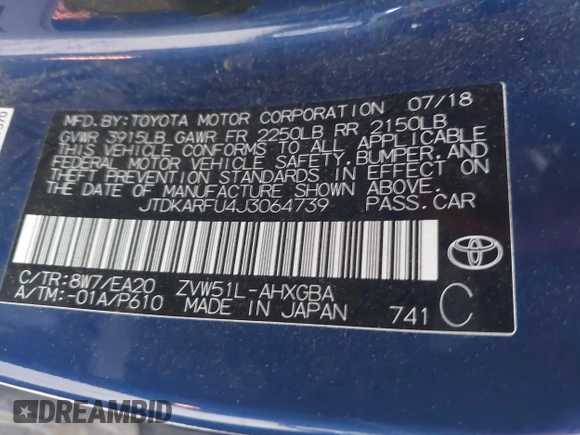 MFD. BY: TOYOTA MOTOR CORPORATION 07/18
GVWR 3915LB GAWR FR 2250LB RR 2150LB
THIS VEHICLE CONFORMS TO ALL APPLICABLE
FEDERAL MOTOR VEHICLE SAFETY, BUMPER, AND
THEFT PREVENTION STANDARDS IN EFFECT ON
THE DATE OF MANUFACTURE SHOWN ABOVE.
JTDKARFU4J3064739 PASS. CAR
C/TR: 8W7/EA20 ZVW51L-AHXGBA
A/TM: -01A/P610 MADE IN JAPAN 741 C
DREAMBID